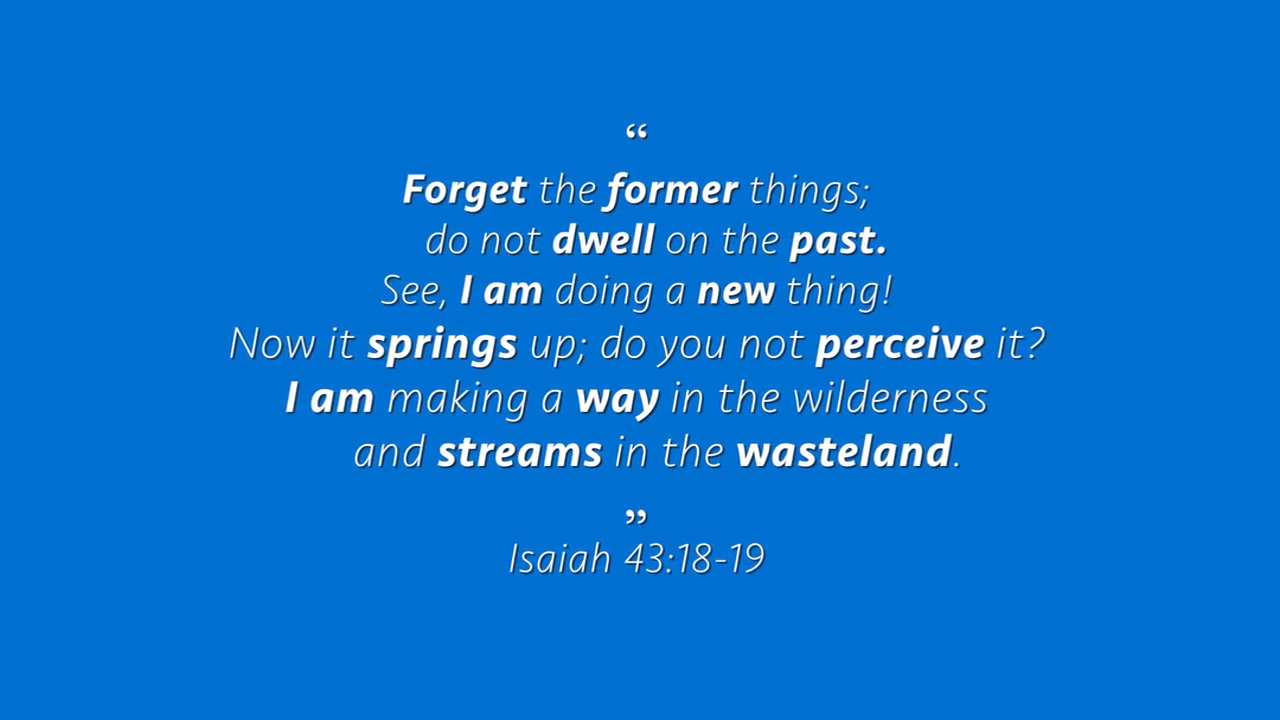 “
Forget the former things;
do not dwell on the past.
See, I am doing a new thing!
Now it springs up; do you not perceive it?
I am making a way in the wilderness
and streams in the wasteland.
”
Isaiah 43:18-19